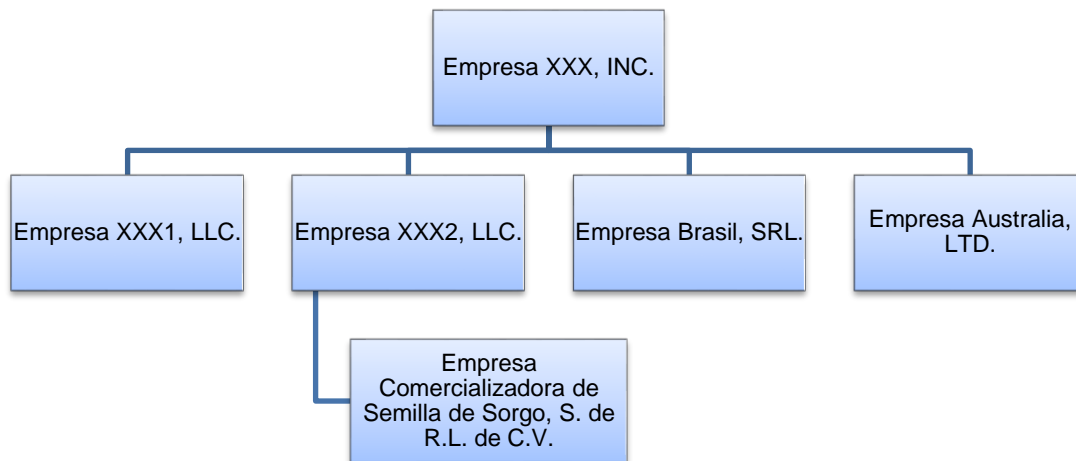 Empresa XXX, INC.
Empresa XXX1, LLC.
Empresa XXX2, LLC.
Empresa Brasil, SRL.
Empresa Australia,
LTD.
Empresa
Comercializadora de
Semilla de Sorgo, S. de
R.L. de C.V.